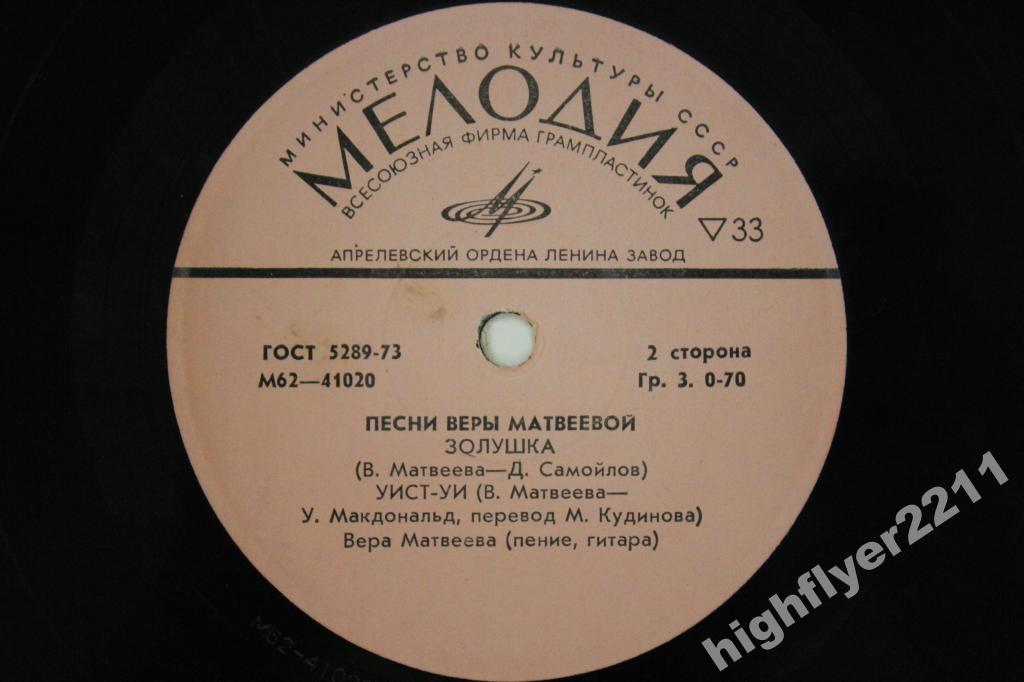 МИНИСТЕРСТВО КУЛЬТУРЫ СССР
МЕЛОДИЯ
ВСЕСОЮЗНАЯ ФИРМА ГРАМПЛАСТИНОК
▽33
АПРЕЛЕВСКИЙ ОРДЕНА ЛЕНИНА ЗАВОД
ГОСТ 5289-73
2 сторона
М62—41020
Гр. 3. 0-70
ПЕСНИ ВЕРЫ МАТВЕЕВОЙ
ЗОЛУШКА
(В. Матвеева—Д. Самойлов)
УИСТ-УИ (В. Матвеева—
У. Макдональд, перевод М. Кудинова)
Вера Матвеева (пение, гитара)
highflyer2211